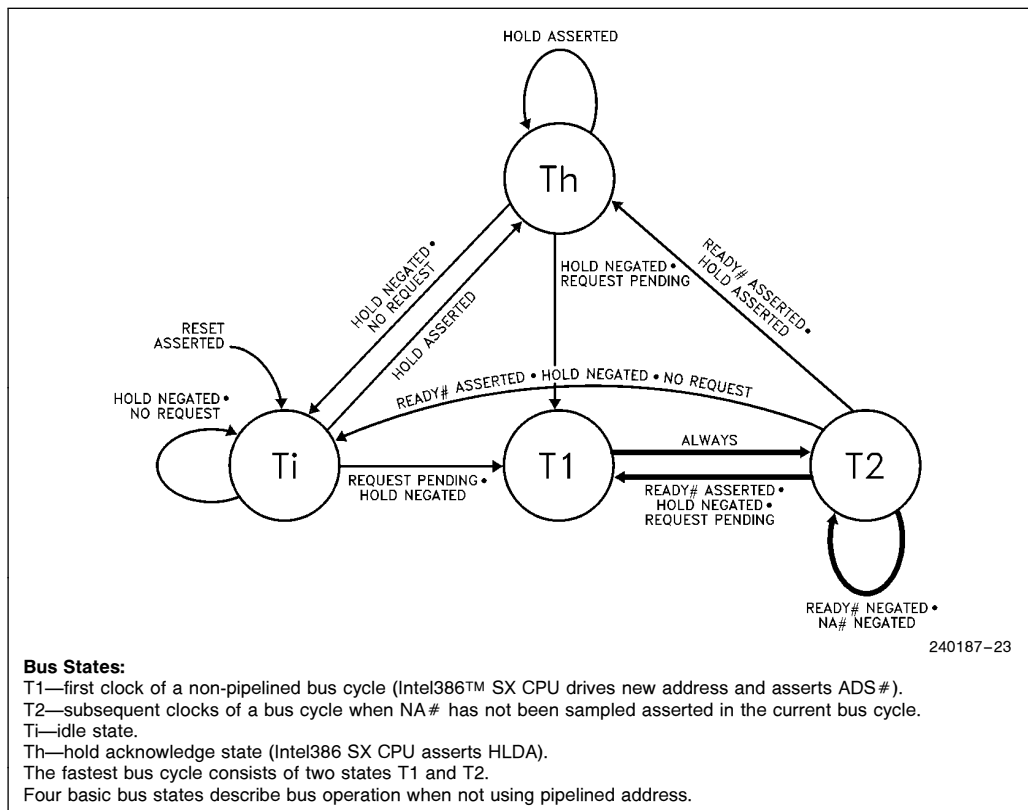 HOLD ASSERTED
Th
HOLD NEGATED •
NO REQUEST
HOLD ASSERTED
HOLD NEGATED •
REQUEST PENDING
READY# ASSERTED •
HOLD ASSERTED
RESET
ASSERTED
HOLD NEGATED •
NO REQUEST
READY# ASSERTED • HOLD NEGATED • NO REQUEST
Ti
REQUEST PENDING •
HOLD NEGATED
T1
ALWAYS
READY# ASSERTED •
HOLD NEGATED •
REQUEST PENDING
T2
READY# NEGATED •
NA# NEGATED
240187–23
Bus States:
T1—first clock of a non-pipelined bus cycle (Intel386™ SX CPU drives new address and asserts ADS#).
T2—subsequent clocks of a bus cycle when NA# has not been sampled asserted in the current bus cycle.
Ti—idle state.
Th—hold acknowledge state (Intel386 SX CPU asserts HLDA).
The fastest bus cycle consists of two states T1 and T2.
Four basic bus states describe bus operation when not using pipelined address.